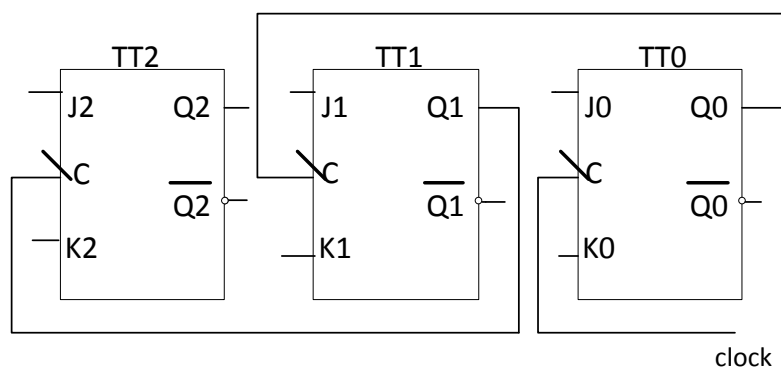 TT2 TT1 TT0
J2 Q2 J1 Q1 J0 Q0
C C C
Q2 Q1 Q0
K2 K1 K0
clock